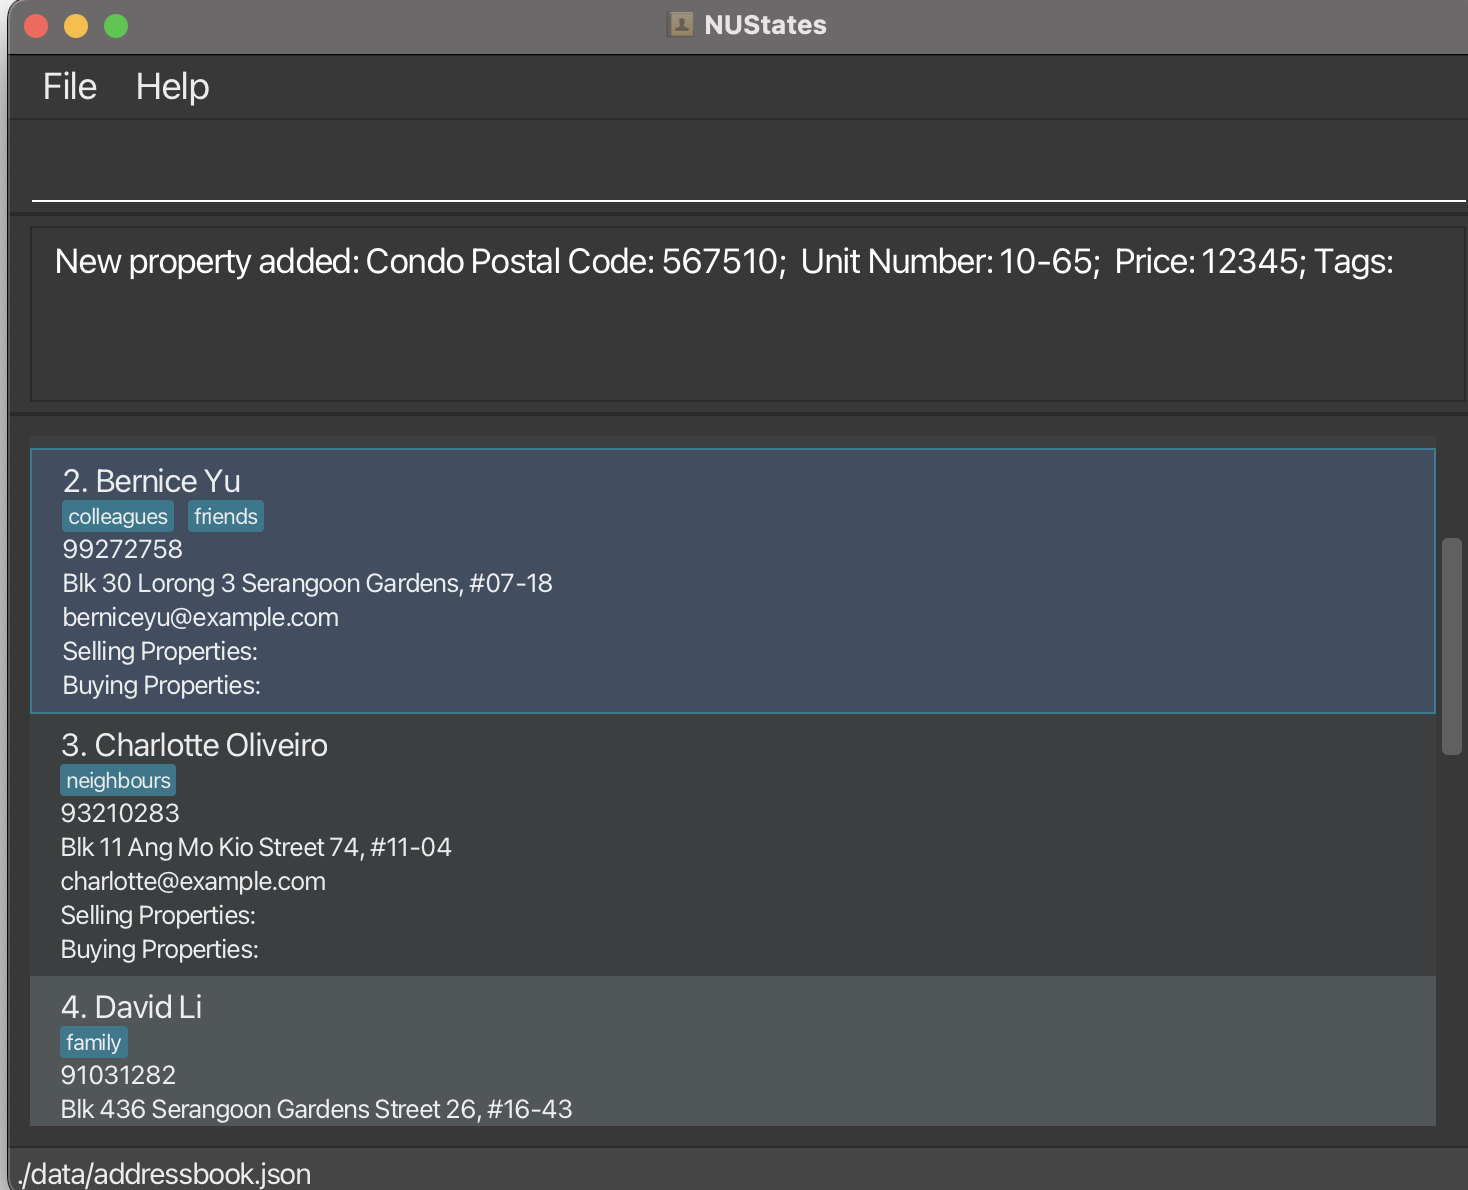 NUStates
File Help
New property added: Condo Postal Code: 567510;  Unit Number: 10-65;  Price: 12345; Tags:
2. Bernice Yu
colleagues friends
99272758
Blk 30 Lorong 3 Serangoon Gardens, #07-18
berniceyu@example.com
Selling Properties:
Buying Properties:
3. Charlotte Oliveiro
neighbours
93210283
Blk 11 Ang Mo Kio Street 74, #11-04
charlotte@example.com
Selling Properties:
Buying Properties:
4. David Li
family
91031282
Blk 436 Serangoon Gardens Street 26, #16-43
./data/addressbook.json